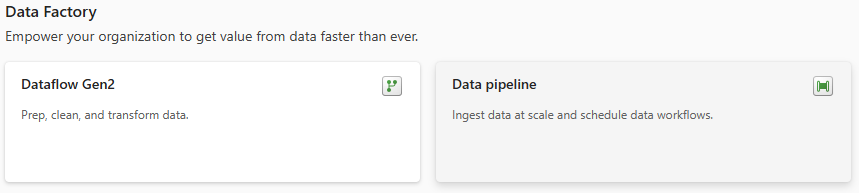 Data Factory
Empower your organization to get value from data faster than ever.
Dataflow Gen2
Prep, clean, and transform data.
Data pipeline
Ingest data at scale and schedule data workflows.